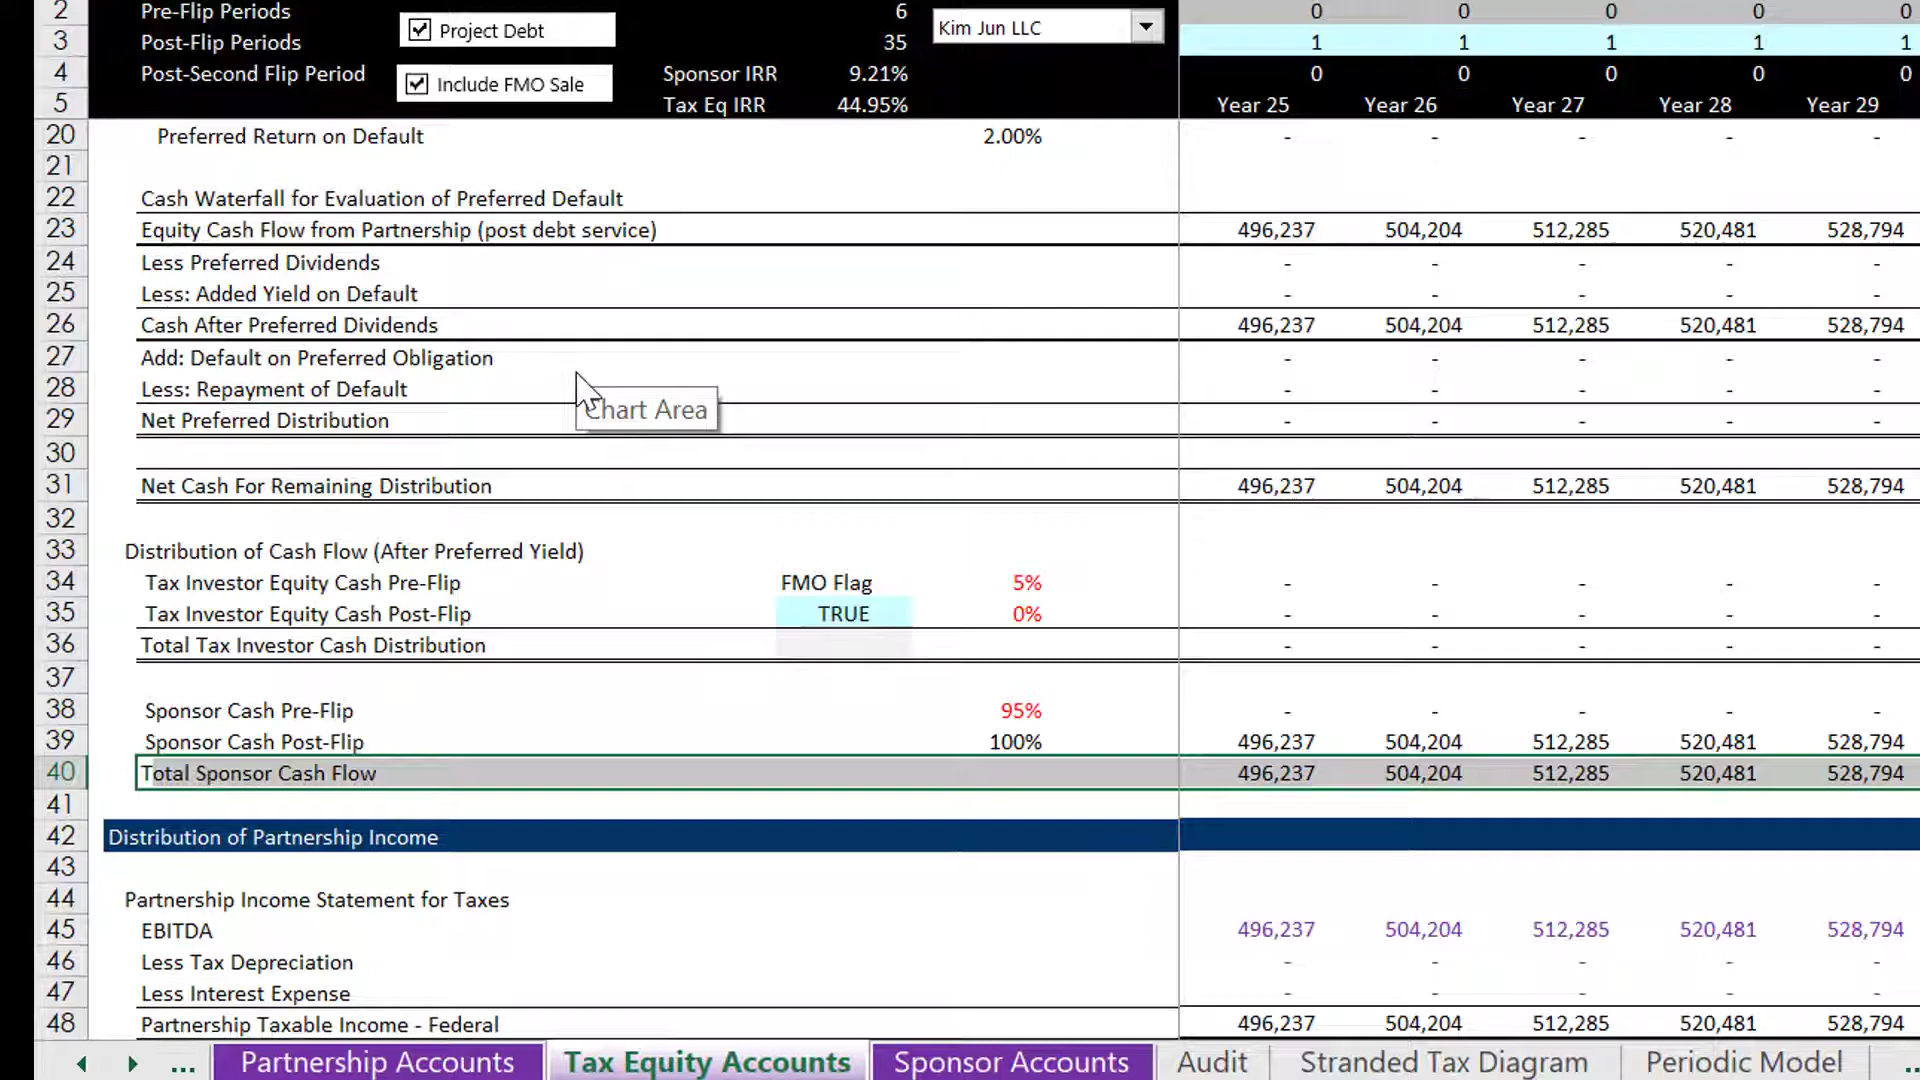 2 Pre-Flip Periods 6 0 0 0 0 0
Project Debt
Kim Jun LLC
3 Post-Flip Periods 35 1 1 1 1 1
4 Post-Second Flip Period Include FMO Sale Sponsor IRR 9.21% 0 0 0 0 0
5 Tax Eq IRR 44.95% Year 25 Year 26 Year 27 Year 28 Year 29
20 Preferred Return on Default 2.00% - - - - -
21
22 Cash Waterfall for Evaluation of Preferred Default
23 Equity Cash Flow from Partnership (post debt service) 496,237 504,204 512,285 520,481 528,794
24 Less Preferred Dividends - - - - -
25 Less: Added Yield on Default - - - - -
26 Cash After Preferred Dividends 496,237 504,204 512,285 520,481 528,794
27 Add: Default on Preferred Obligation - - - - -
28 Less: Repayment of Default - - - - -
Chart Area
29 Net Preferred Distribution - - - - -
30
31 Net Cash For Remaining Distribution 496,237 504,204 512,285 520,481 528,794
32
33 Distribution of Cash Flow (After Preferred Yield)
34 Tax Investor Equity Cash Pre-Flip FMO Flag 5% - - - - -
35 Tax Investor Equity Cash Post-Flip TRUE 0% - - - - -
36 Total Tax Investor Cash Distribution - - - - -
37
38 Sponsor Cash Pre-Flip 95% - - - - -
39 Sponsor Cash Post-Flip 100% 496,237 504,204 512,285 520,481 528,794
40 Total Sponsor Cash Flow 496,237 504,204 512,285 520,481 528,794
41
42 Distribution of Partnership Income
43
44 Partnership Income Statement for Taxes
45 EBITDA 496,237 504,204 512,285 520,481 528,794
46 Less Tax Depreciation - - - - -
47 Less Interest Expense - - - - -
48 Partnership Taxable Income - Federal 496,237 504,204 512,285 520,481 528,794
... Partnership Accounts Tax Equity Accounts Sponsor Accounts Audit Stranded Tax Diagram Periodic Model ..